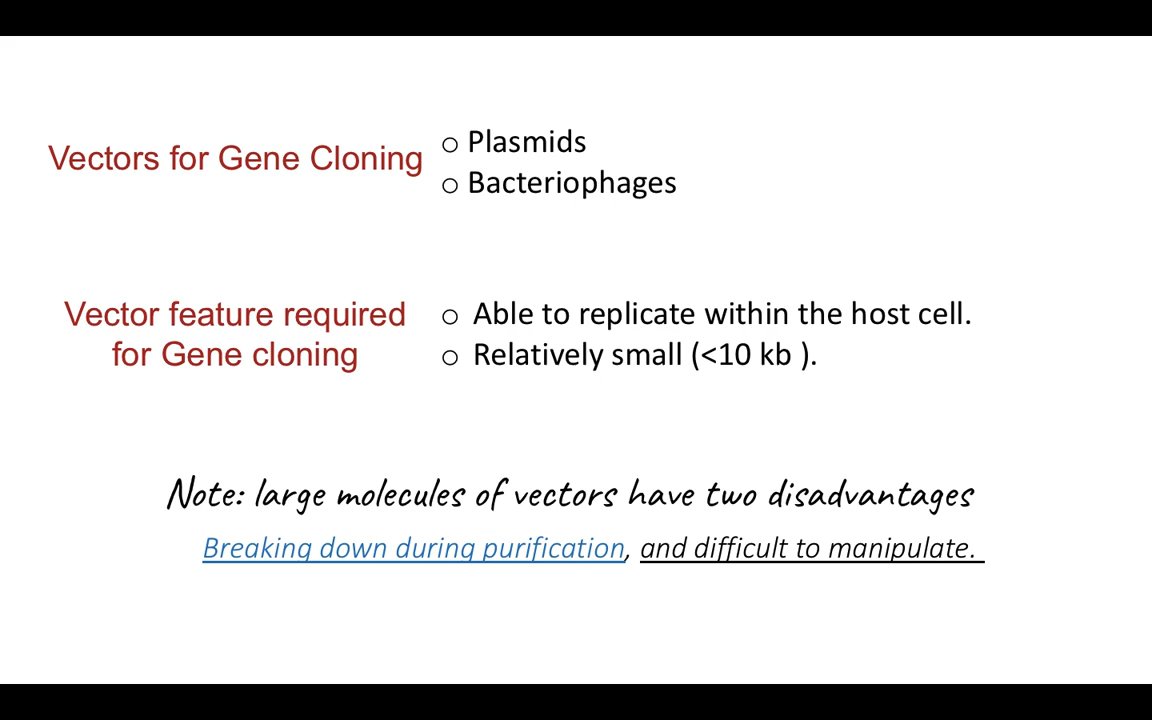 Vectors for Gene Cloning
o Plasmids
o Bacteriophages
Vector feature required
for Gene cloning
o Able to replicate within the host cell.
o Relatively small (<10 kb ).
Note: large molecules of vectors have two disadvantages
Breaking down during purification, and difficult to manipulate.